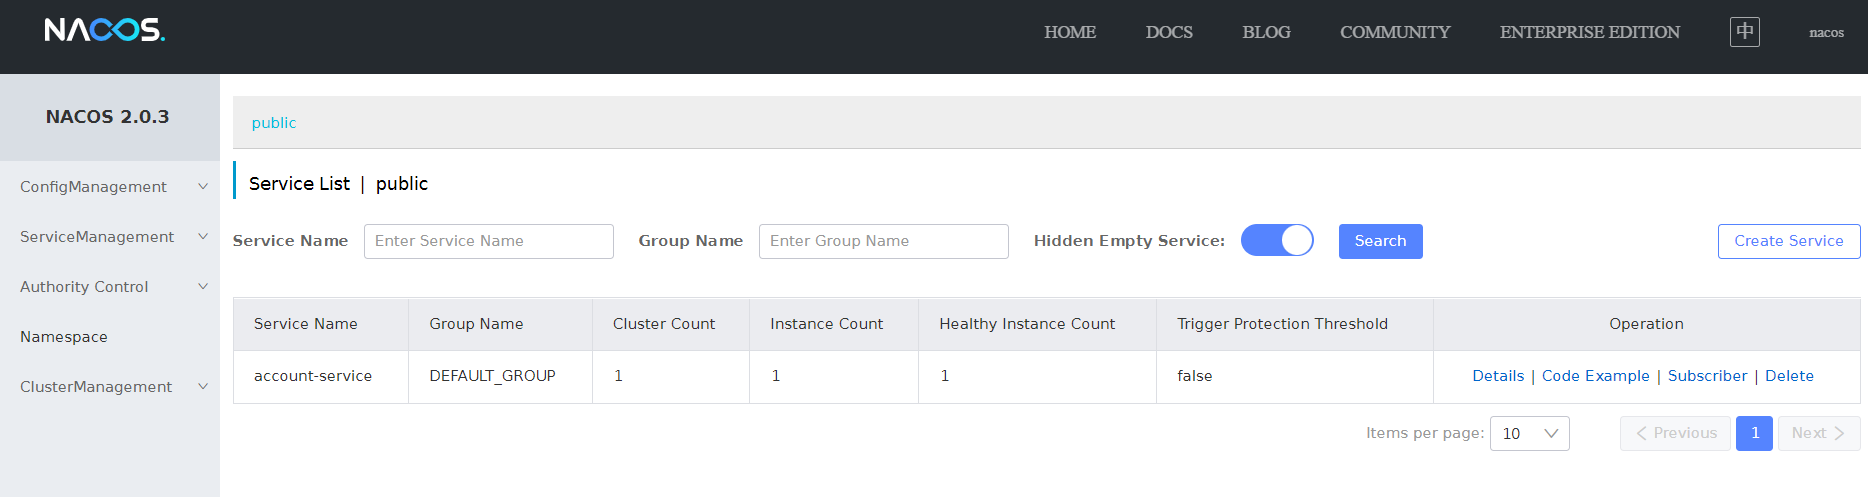 NACOS.
HOME DOCS BLOG COMMUNITY ENTERPRISE EDITION 中 nacos
NACOS 2.0.3
ConfigManagement
ServiceManagement
Authority Control
Namespace
ClusterManagement
public
Service List | public
Service Name Enter Service Name Group Name Enter Group Name Hidden Empty Service: Search Create Service
Service Name Group Name Cluster Count Instance Count Healthy Instance Count Trigger Protection Threshold Operation
account-service DEFAULT_GROUP 1 1 1 false Details | Code Example | Subscriber | Delete
Items per page: 10 Previous 1 Next